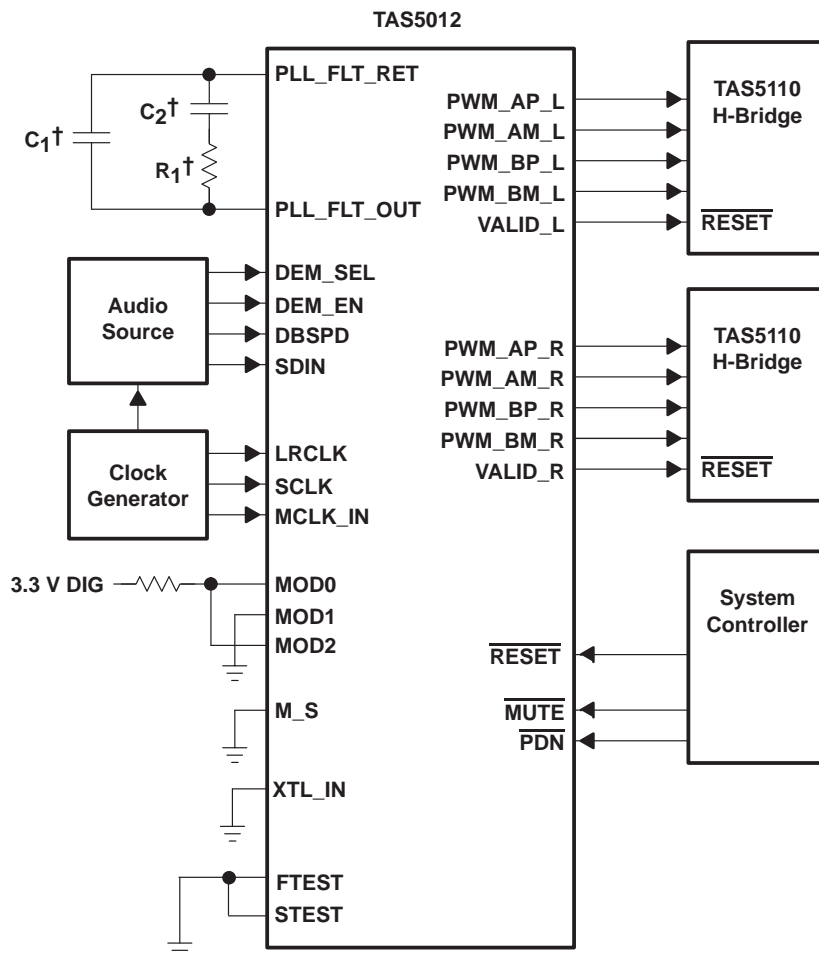 TAS5012
PLL_FLT_RET
C2†
C1†
R1†
PLL_FLT_OUT
Audio
Source
DEM_SEL
DEM_EN
DBSPD
SDIN
Clock
Generator
LRCLK
SCLK
MCLK_IN
3.3 V DIG
MOD0
MOD1
MOD2
M_S
XTL_IN
FTEST
STEST
PWM_AP_L
PWM_AM_L
PWM_BP_L
PWM_BM_L
VALID_L
TAS5110
H-Bridge
RESET
PWM_AP_R
PWM_AM_R
PWM_BP_R
PWM_BM_R
VALID_R
TAS5110
H-Bridge
RESET
RESET
MUTE
PDN
System
Controller